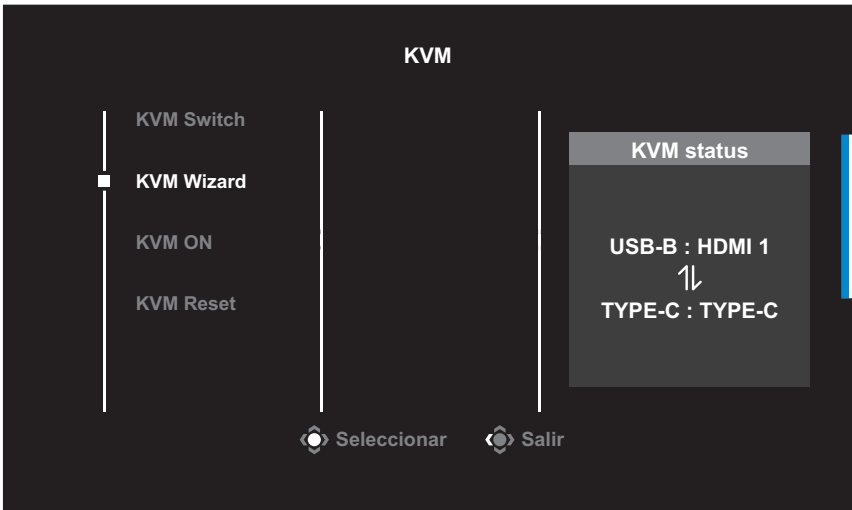 KVM
KVM Switch
KVM Wizard
KVM ON
KVM Reset
KVM status
USB-B : HDMI 1
TYPE-C : TYPE-C
Seleccionar
Salir